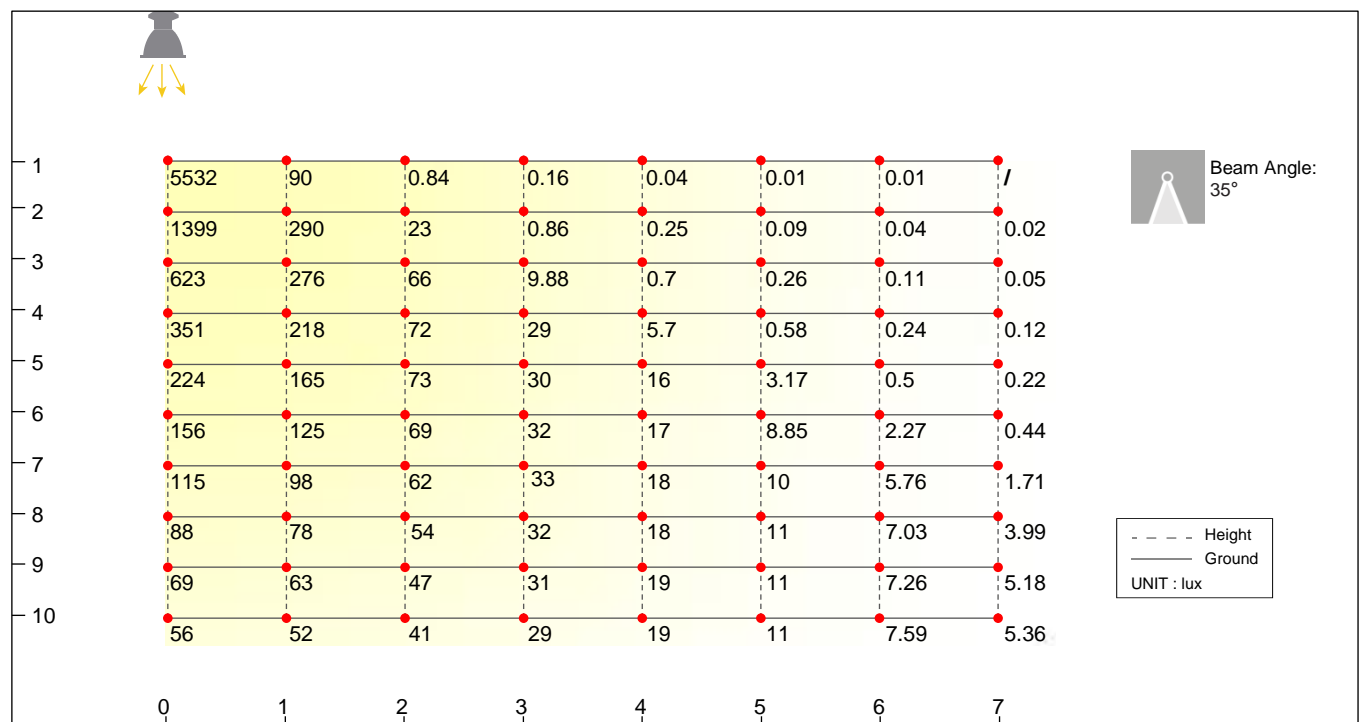 1
5532 90 0.84 0.16 0.04 0.01 0.01 /
Beam Angle:
35°
2
1399 290 23 0.86 0.25 0.09 0.04 0.02
3
623 276 66 9.88 0.7 0.26 0.11 0.05
4
351 218 72 29 5.7 0.58 0.24 0.12
5
224 165 73 30 16 3.17 0.5 0.22
6
156 125 69 32 17 8.85 2.27 0.44
7
115 98 62 33 18 10 5.76 1.71
8
88 78 54 32 18 11 7.03 3.99
Height
Ground
UNIT : lux
9
69 63 47 31 19 11 7.26 5.18
10
56 52 41 29 19 11 7.59 5.36
0 1 2 3 4 5 6 7